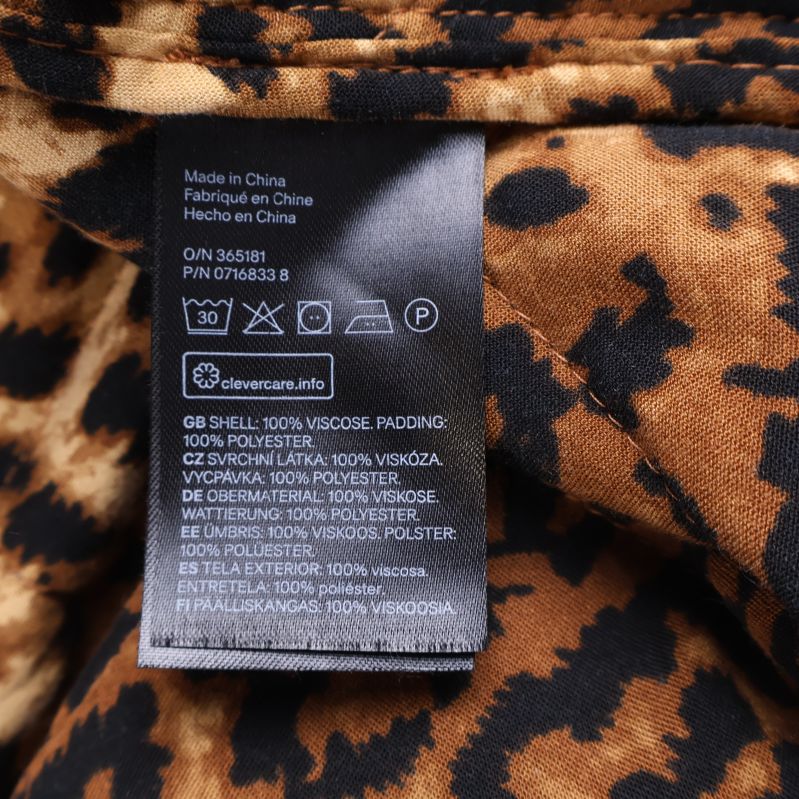 Made in China
Fabriqué en Chine
Hecho en China
O/N 365181
P/N 0716833 8
30 P
clevercare.info
GB SHELL: 100% VISCOSE. PADDING:
100% POLYESTER.
CZ SVRCHNÍ LÁTKA: 100% VISKÓZA.
VYCPÁVKA: 100% POLYESTER.
DE OBERMATERIAL: 100% VISKOSE.
WATTIERUNG: 100% POLYESTER.
EE ÜMBRIS: 100% VISKOOS. POLSTER:
100% POLÜESTER.
ES TELA EXTERIOR: 100% viscosa.
ENTRETELA: 100% poliéster.
FI PÄÄLLISKANGAS: 100% VISKOOSIA.